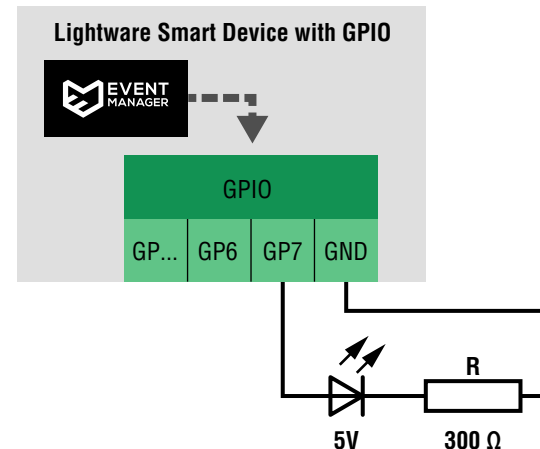 Lightware Smart Device with GPIO
EVENT
MANAGER
GPIO
GP... GP6 GP7 GND
R
5V 300 Ω